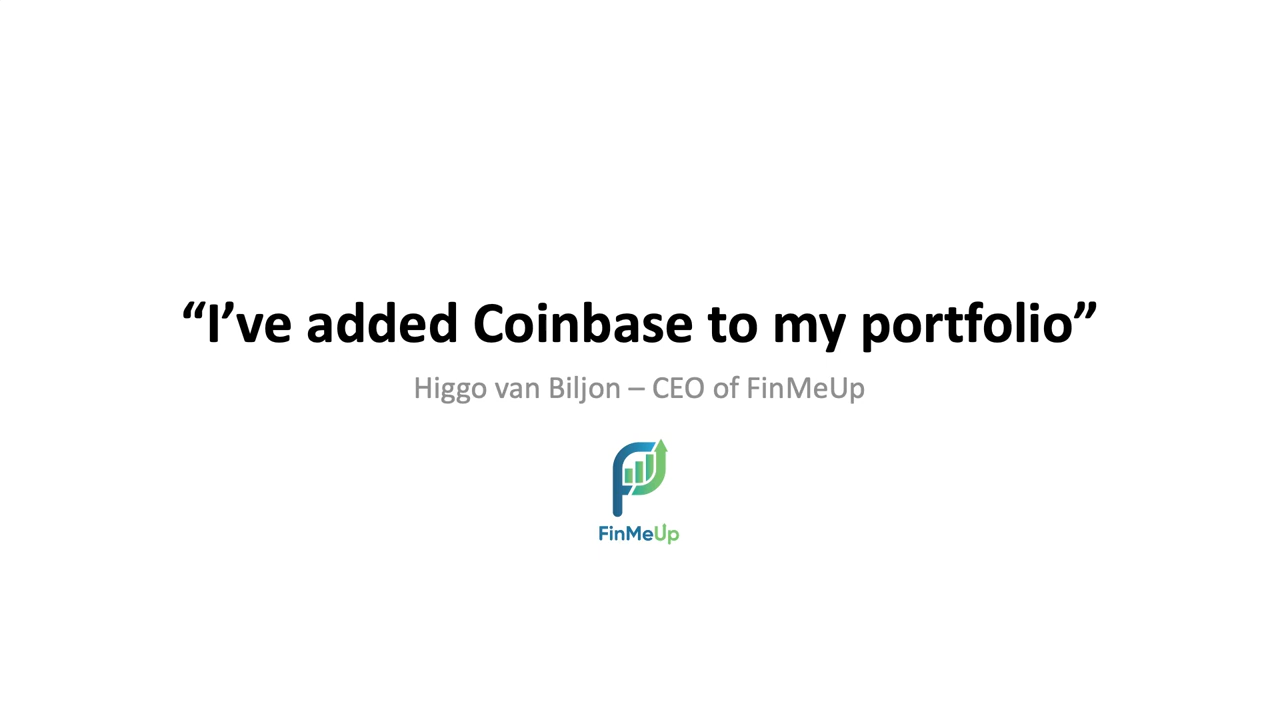 “I’ve added Coinbase to my portfolio”
Higgo van Biljon – CEO of FinMeUp
FinMeUp